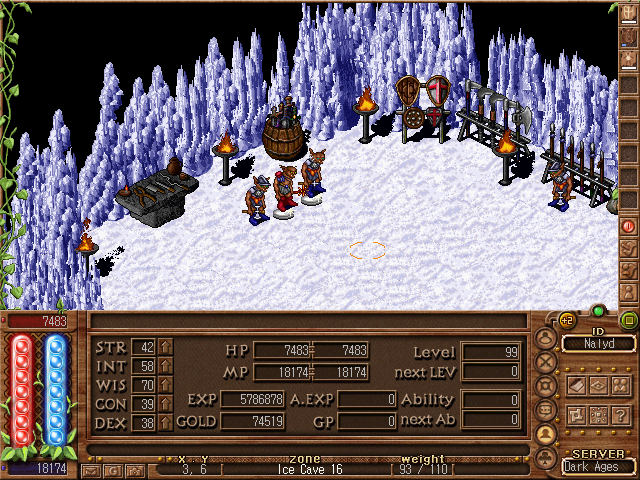 7483
+2
ID
Nalyd
STR 42
INT 58
WIS 70
CON 39
DEX 38
HP 7483 7483
MP 18174 18174
EXP 5786878 A.EXP 0
GOLD 74519 GP 0
Level 99
next LEV 0
Ability 0
next Ab 0
G
?
SERVER
Dark Ages
18174
x y zone weight
3, 6 Ice Cave 16 93 / 110